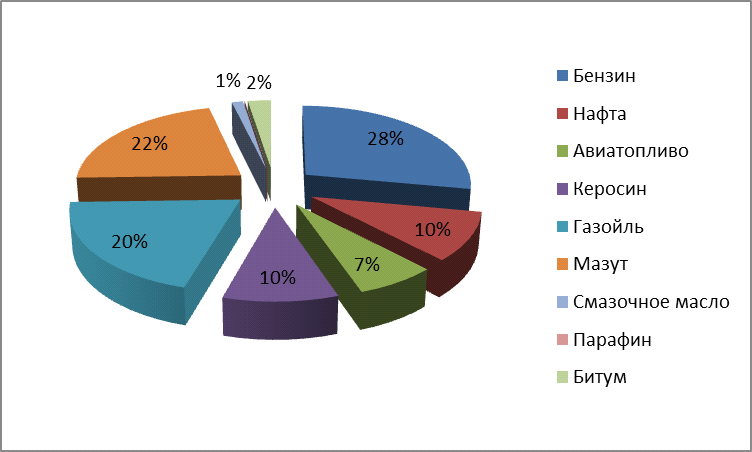 1%
2%
28%
22%
10%
20%
7%
10%
Бензин
Нафта
Авиатопливо
Керосин
Газойль
Мазут
Смазочное масло
Парафин
Битум